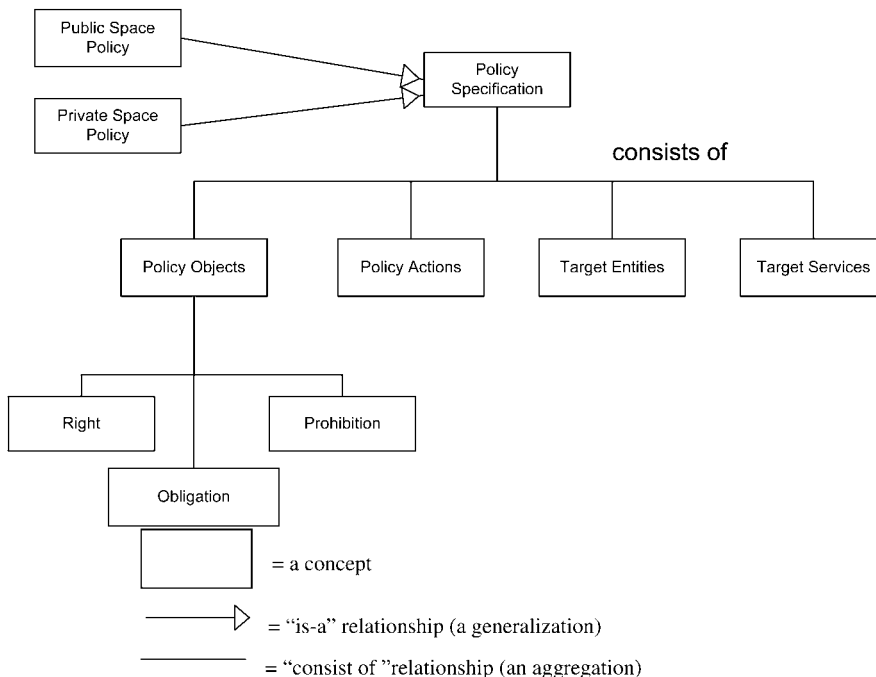 Public Space
Policy
Policy
Specification
Private Space
Policy
consists of
Policy Objects
Policy Actions
Target Entities
Target Services
Right
Prohibition
Obligation
= a concept
= “is-a” relationship (a generalization)
= “consist of ”relationship (an aggregation)